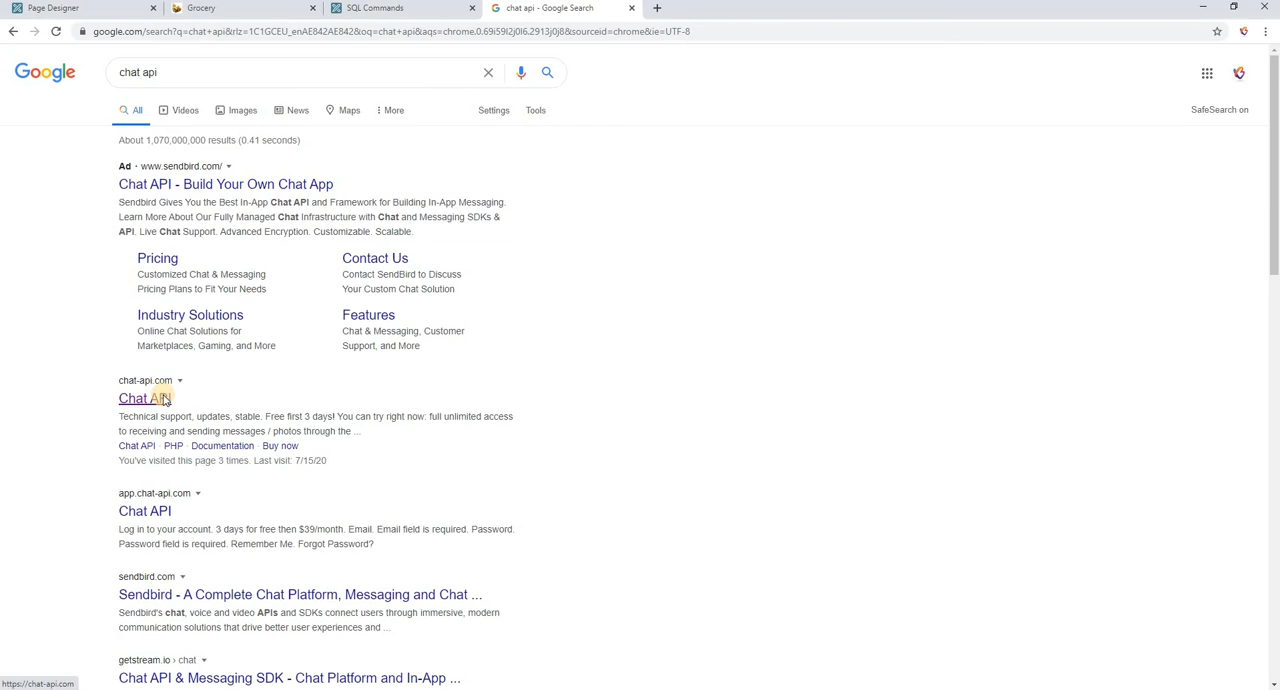 Page Designer
Grocery
SQL Commands
chat api - Google Search
google.com/search?q=chat+api&rlz=1C1GCEU_enAE842AE842&oq=chat+api&aqs=chrome.0.69i59l2j0l6.2913j0j8&sourceid=chrome&ie=UTF-8
Google
chat api
All
Videos
Images
News
Maps
More
Settings
Tools
SafeSearch on
About 1,070,000,000 results (0.41 seconds)
Ad · www.sendbird.com/
Chat API - Build Your Own Chat App
Sendbird Gives You the Best In-App Chat API and Framework for Building In-App Messaging.
Learn More About Our Fully Managed Chat Infrastructure with Chat and Messaging SDKs &
API. Live Chat Support. Advanced Encryption. Customizable. Scalable.
Pricing
Customized Chat & Messaging
Pricing Plans to Fit Your Needs
Contact Us
Contact SendBird to Discuss
Your Custom Chat Solution
Industry Solutions
Online Chat Solutions for
Marketplaces, Gaming, and More
Features
Chat & Messaging, Customer
Support, and More
chat-api.com
Chat API
Technical support, updates, stable. Free first 3 days! You can try right now: full unlimited access
to receiving and sending messages / photos through the ...
Chat API · PHP · Documentation · Buy now
You've visited this page 3 times. Last visit: 7/15/20
app.chat-api.com
Chat API
Log in to your account. 3 days for free then $39/month. Email. Email field is required. Password.
Password field is required. Remember Me. Forgot Password?
sendbird.com
Sendbird - A Complete Chat Platform, Messaging and Chat ...
Sendbird's chat, voice and video APIs and SDKs connect users through immersive, modern
communication solutions that drive better user experiences and ...
getstream.io › chat
Chat API & Messaging SDK - Chat Platform and In-App ...
https://chat-api.com